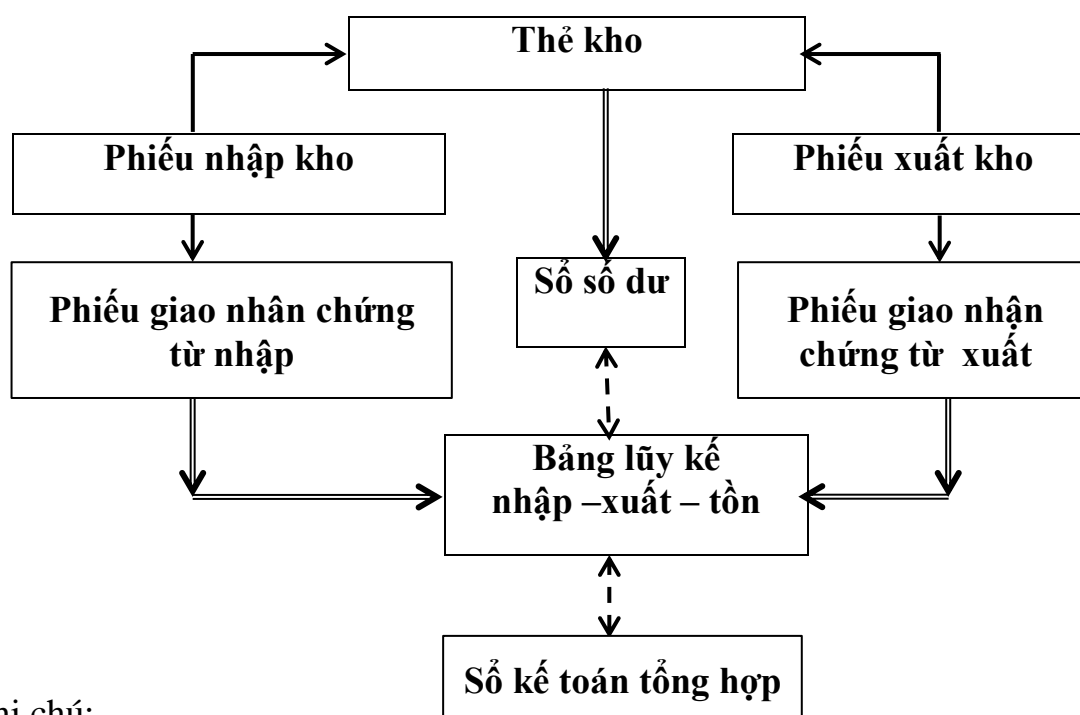 Thẻ kho
Phiếu nhập kho
Phiếu xuất kho
Sổ số dư
Phiếu giao nhân chứng
từ nhập
Phiếu giao nhận
chứng từ xuất
Bảng lũy kế
nhập –xuất – tồn
Sổ kế toán tổng hợp
chú: